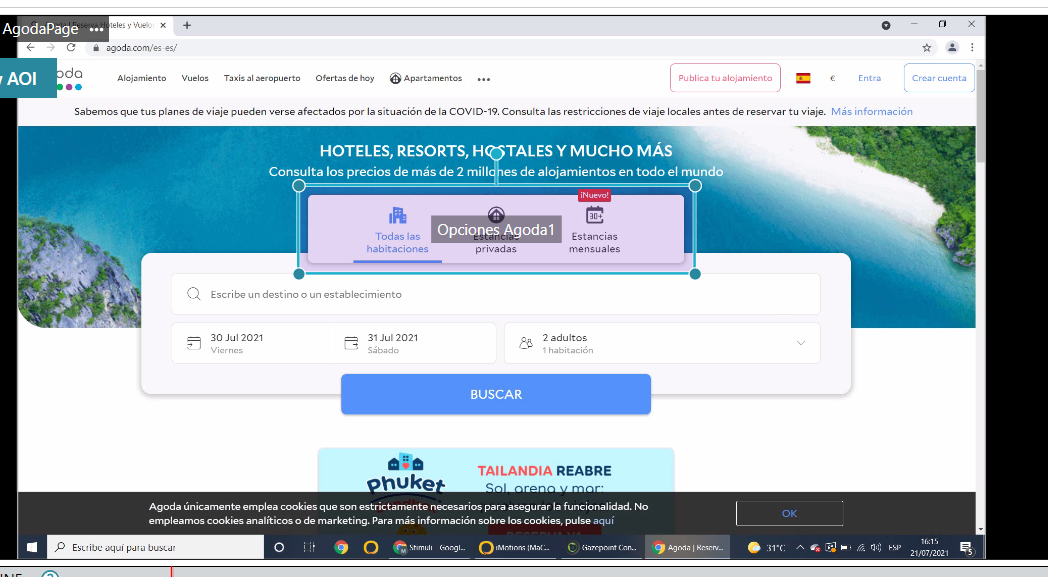 Hoteles y Vuelo
AgodaPage
agoda.com/es-es/
AOI
oda
Alojamiento Vuelos Taxis al aeropuerto Ofertas de hoy Apartamentos Publica tu alojamiento € Entra Crear cuenta
Sabemos que tus planes de viaje pueden verse afectados por la situación de la COVID-19. Consulta las restricciones de viaje locales antes de reservar tu viaje. Más información
HOTELES, RESORTS, HOSTALES Y MUCHO MÁS
Consulta los precios de más de 2 millones de alojamientos en todo el mundo
¡Nuevo!
30+
Opciones Agoda1
Todas las habitaciones
Estancias privadas
Estancias mensuales
Escribe un destino o un establecimiento
30 Jul 2021 31 Jul 2021 2 adultos
Viernes Sábado 1 habitación
BUSCAR
TAILANDIA REABRE
Phuket
Sol, arena y mar:
Agoda únicamente emplea cookies que son estrictamente necesarios para asegurar la funcionalidad. No
empleamos cookies analíticos o de marketing. Para más información sobre los cookies, pulse aquí
OK
Escribe aquí para buscar
Stimuli - Googl...
iMotions (MaC...
Gazepoint Con...
Agoda | Reserv...
31°C
ESP
16:15
21/07/2021
5